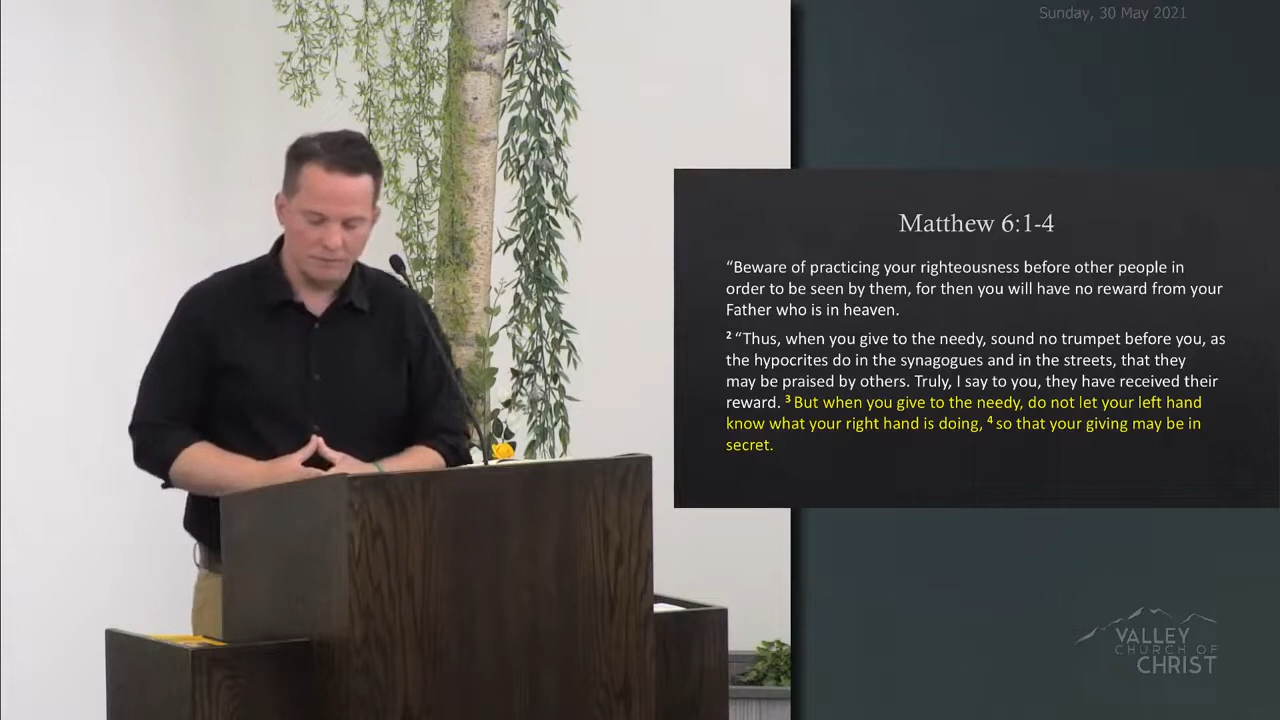 Sunday, 30 May 2021
Matthew 6:1-4
“Beware of practicing your righteousness before other people in
order to be seen by them, for then you will have no reward from your
Father who is in heaven.
2 “Thus, when you give to the needy, sound no trumpet before you, as
the hypocrites do in the synagogues and in the streets, that they
may be praised by others. Truly, I say to you, they have received their
reward. 3 But when you give to the needy, do not let your left hand
know what your right hand is doing, 4 so that your giving may be in
secret.
VALLEY
CHURCH OF
CHRIST